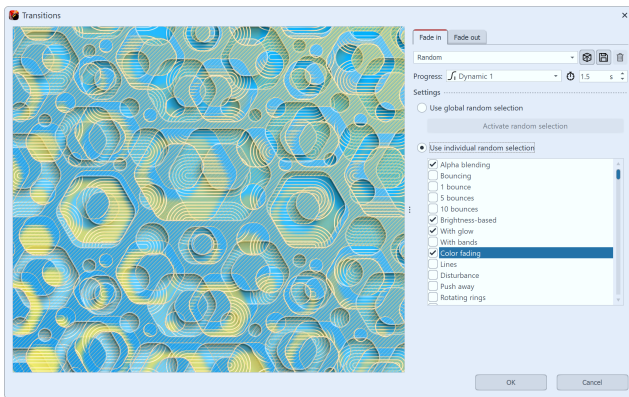 Transitions
Fade in
Fade out
Random
Progress: Dynamic 1 1.5 s
Settings
Use global random selection
Activate random selection
Use individual random selection
Alpha blending
Bouncing
1 bounce
5 bounces
10 bounces
Brightness-based
With glow
With bands
Color fading
Lines
Disturbance
Push away
Rotating rings
OK
Cancel